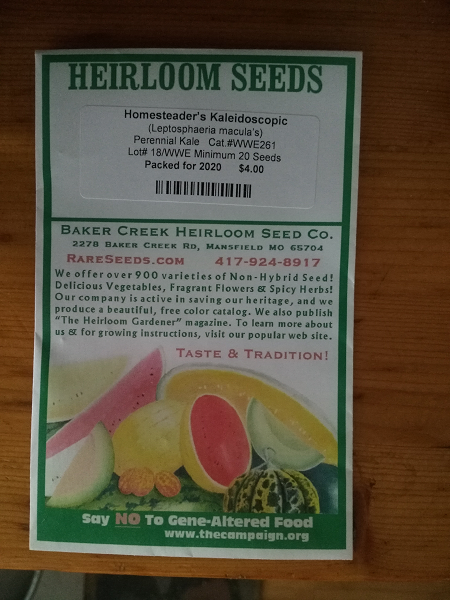 HEIRLOOM SEEDS
Homesteader's Kaleidoscopic
(Leptosphaeria macula's)
Perennial Kale Cat.#WWE261
Lot# 18/WWE Minimum 20 Seeds
Packed for 2020 $4.00
BAKER CREEK HEIRLOOM SEED CO.
2278 BAKER CREEK RD, MANSFIELD MO 65704
RARESEEDS.COM 417-924-8917
We offer over 900 varieties of Non-Hybrid Seed!
Delicious Vegetables, Fragrant Flowers & Spicy Herbs!
Our company is active in saving our heritage, and we
produce a beautiful, free color catalog. We also publish
"The Heirloom Gardener" magazine. To learn more about
us & for growing instructions, visit our popular web site.
TASTE & TRADITION!
Say NO To Gene-Altered Food
www.thecampaign.org